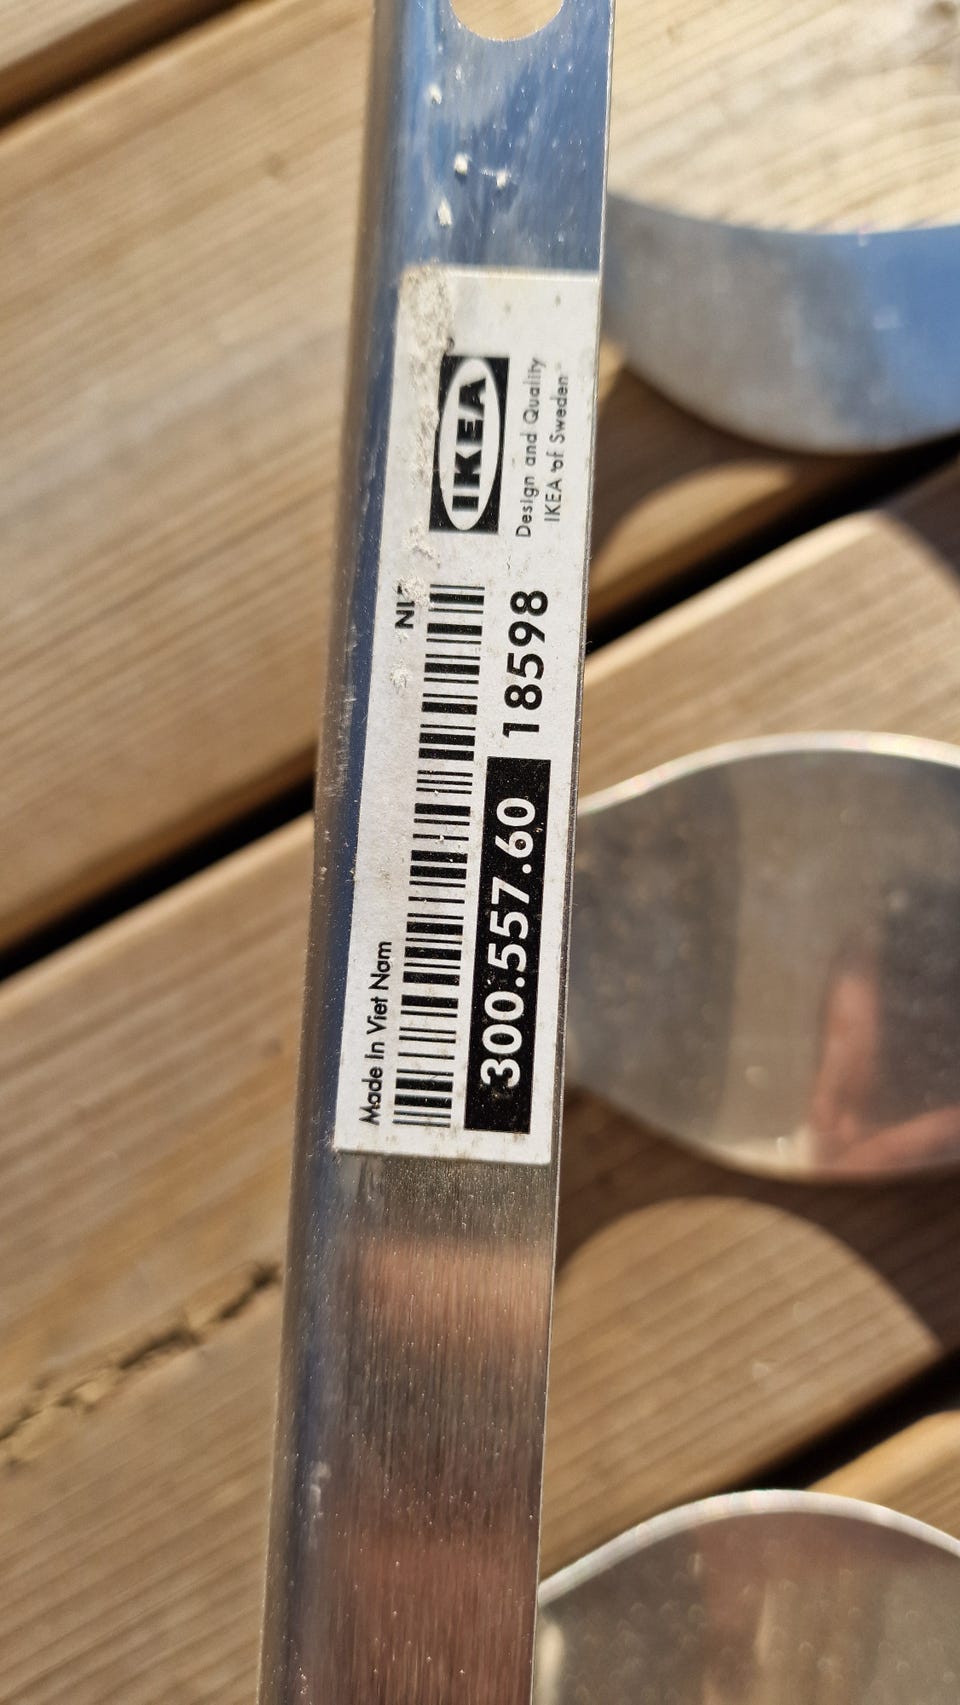 Made In Viet Nam
300.557.60 18598
IKEA
Design and Quality
IKEA of Sweden